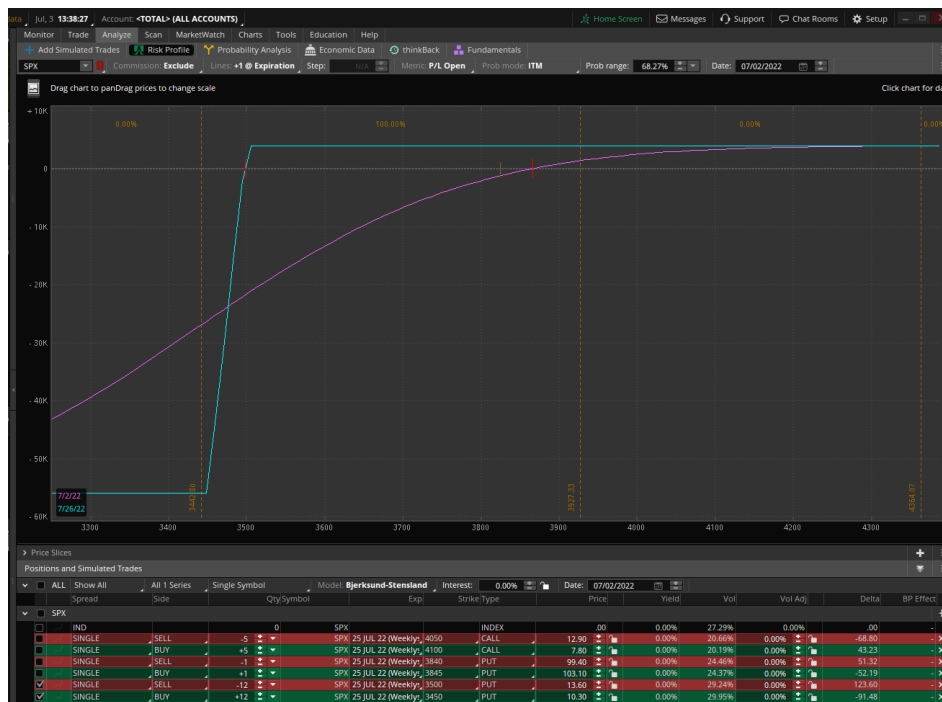 data Jul, 3 13:38:27 Account: <TOTAL> (ALL ACCOUNTS) Home Screen Messages Support Chat Rooms Setup
Monitor Trade Analyze Scan MarketWatch Charts Tools Education Help
Add Simulated Trades Risk Profile Probability Analysis Economic Data thinkBack Fundamentals
SPX Commission: Exclude Lines: +1 @ Expiration Step: N/A Metric: P/L Open Prob mode: ITM Prob range: 68.27% Date: 07/02/2022
Drag chart to panDrag prices to change scale Click chart for da
+ 10K
0.00% 100.00% 0.00% 0.00%
0
- 10K
- 20K
- 30K
- 40K
- 50K
3442.80 3927.33 4364.07
7/2/22
7/26/22
- 60K
3300 3400 3500 3600 3700 3800 3900 4000 4100 4200 4300
Price Slices
Positions and Simulated Trades
ALL Show All All 1 Series Single Symbol Model: Bjerksund-Stensland Interest: 0.00% Date: 07/02/2022
Spread Side Qty Symbol Exp Strike Type Price Yield Vol Vol Adj Delta BP Effect
SPX
IND 0 SPX INDEX .00 0.00% 27.29% 0.00% .00 -
SINGLE SELL -5 SPX 25 JUL 22 (Weekly: 4050 CALL 12.90 0.00% 20.66% 0.00% -68.80 -
SINGLE BUY +5 SPX 25 JUL 22 (Weekly: 4100 CALL 7.80 0.00% 20.19% 0.00% 43.23 -
SINGLE SELL -1 SPX 25 JUL 22 (Weekly: 3840 PUT 99.40 0.00% 24.46% 0.00% 51.32 -
SINGLE BUY +1 SPX 25 JUL 22 (Weekly: 3845 PUT 103.10 0.00% 24.37% 0.00% -52.19 -
SINGLE SELL -12 SPX 25 JUL 22 (Weekly: 3500 PUT 13.60 0.00% 29.24% 0.00% 123.60 -
SINGLE BUY +12 SPX 25 JUL 22 (Weekly: 3450 PUT 10.30 0.00% 29.95% 0.00% -91.48 -